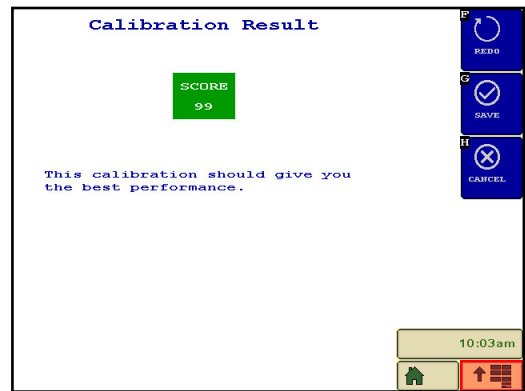 Calibration Result
SCORE
99
This calibration should give you
the best performance.
F
REDO
G
SAVE
H
CANCEL
10:03am